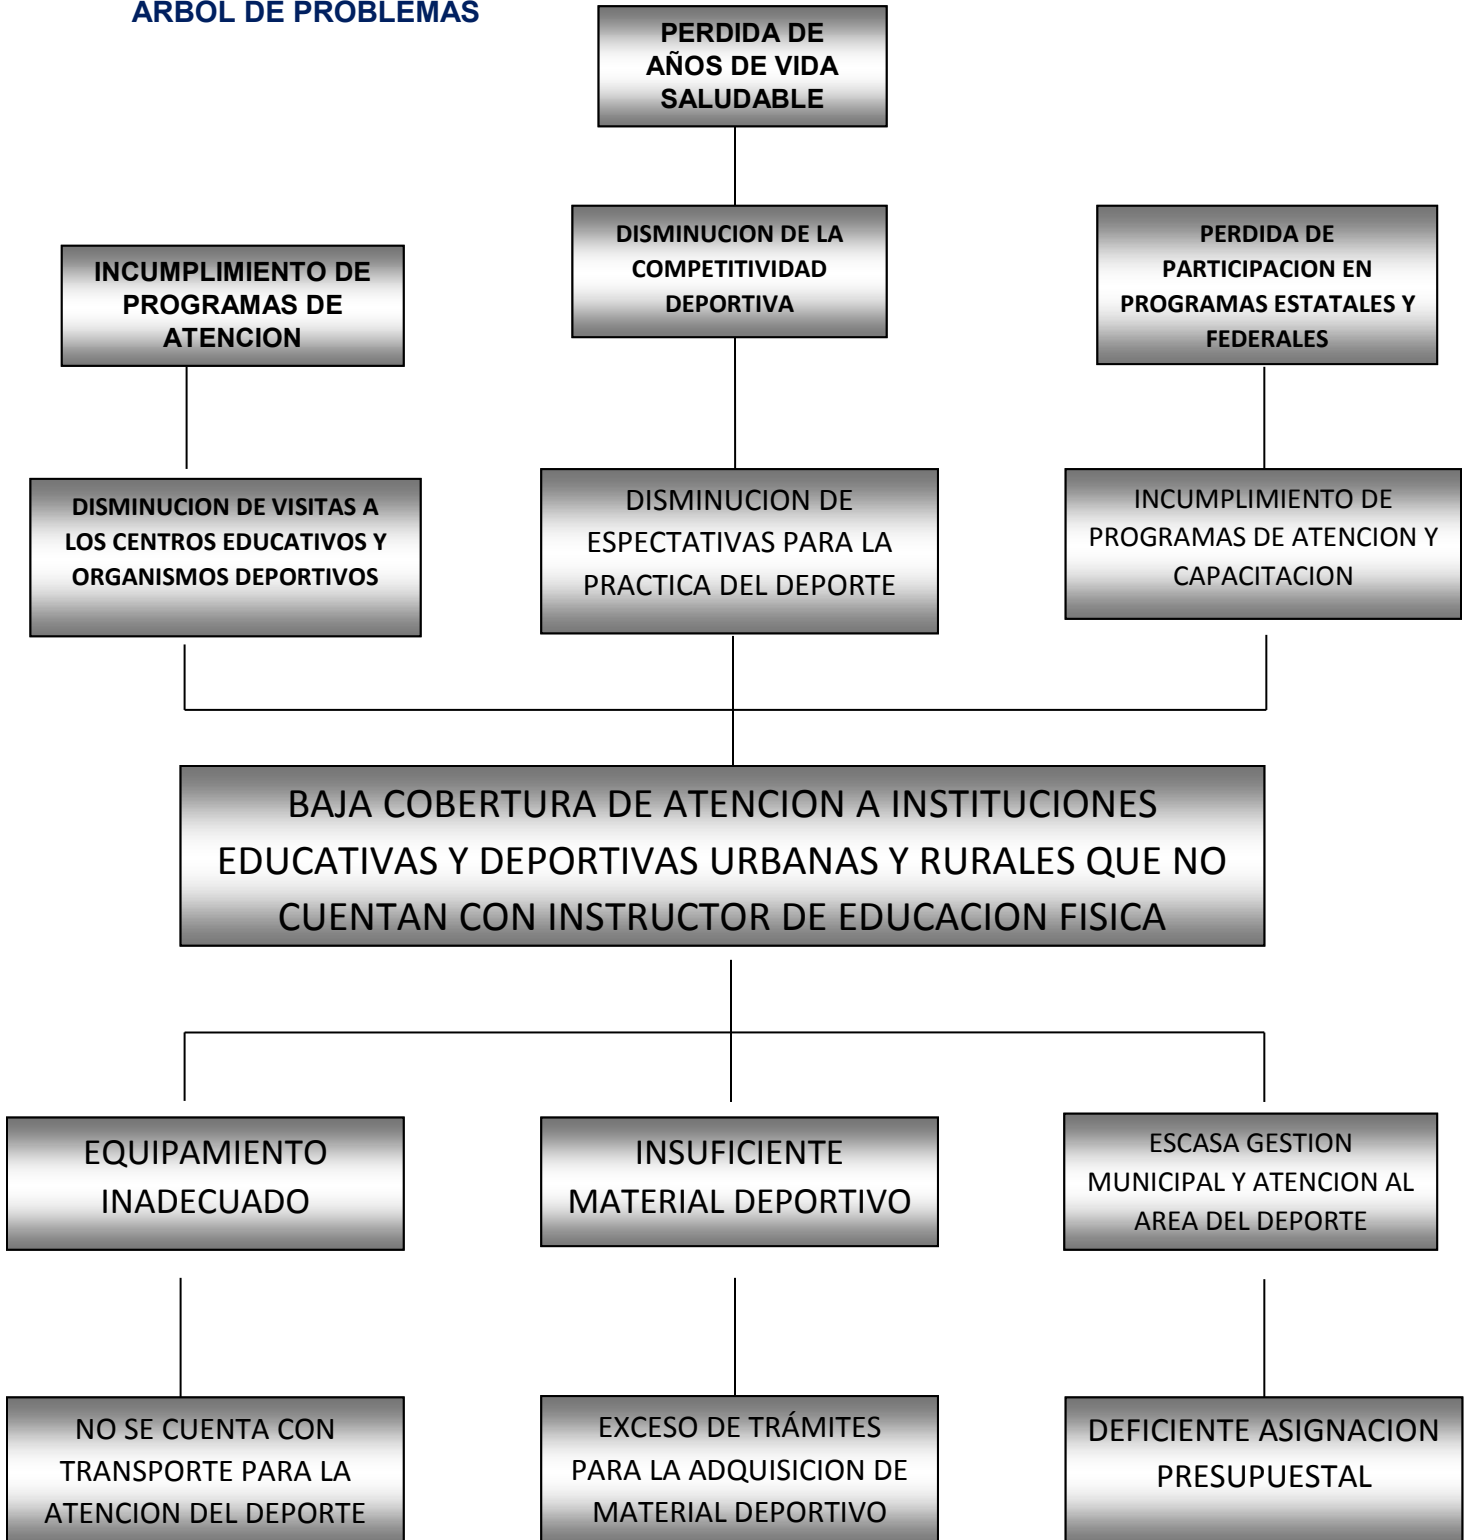 ARBOL DE PROBLEMAS
PERDIDA DE
AÑOS DE VIDA
SALUDABLE
INCUMPLIMIENTO DE
PROGRAMAS DE
ATENCION
DISMINUCION DE LA
COMPETITIVIDAD
DEPORTIVA
PERDIDA DE
PARTICIPACION EN
PROGRAMAS ESTATALES Y
FEDERALES
DISMINUCION DE VISITAS A
LOS CENTROS EDUCATIVOS Y
ORGANISMOS DEPORTIVOS
DISMINUCION DE
ESPECTATIVAS PARA LA
PRACTICA DEL DEPORTE
INCUMPLIMIENTO DE
PROGRAMAS DE ATENCION Y
CAPACITACION
BAJA COBERTURA DE ATENCION A INSTITUCIONES
EDUCATIVAS Y DEPORTIVAS URBANAS Y RURALES QUE NO
CUENTAN CON INSTRUCTOR DE EDUCACION FISICA
EQUIPAMIENTO
INADECUADO
INSUFICIENTE
MATERIAL DEPORTIVO
ESCASA GESTION
MUNICIPAL Y ATENCION AL
AREA DEL DEPORTE
NO SE CUENTA CON
TRANSPORTE PARA LA
ATENCION DEL DEPORTE
EXCESO DE TRÁMITES
PARA LA ADQUISICION DE
MATERIAL DEPORTIVO
DEFICIENTE ASIGNACION
PRESUPUESTAL